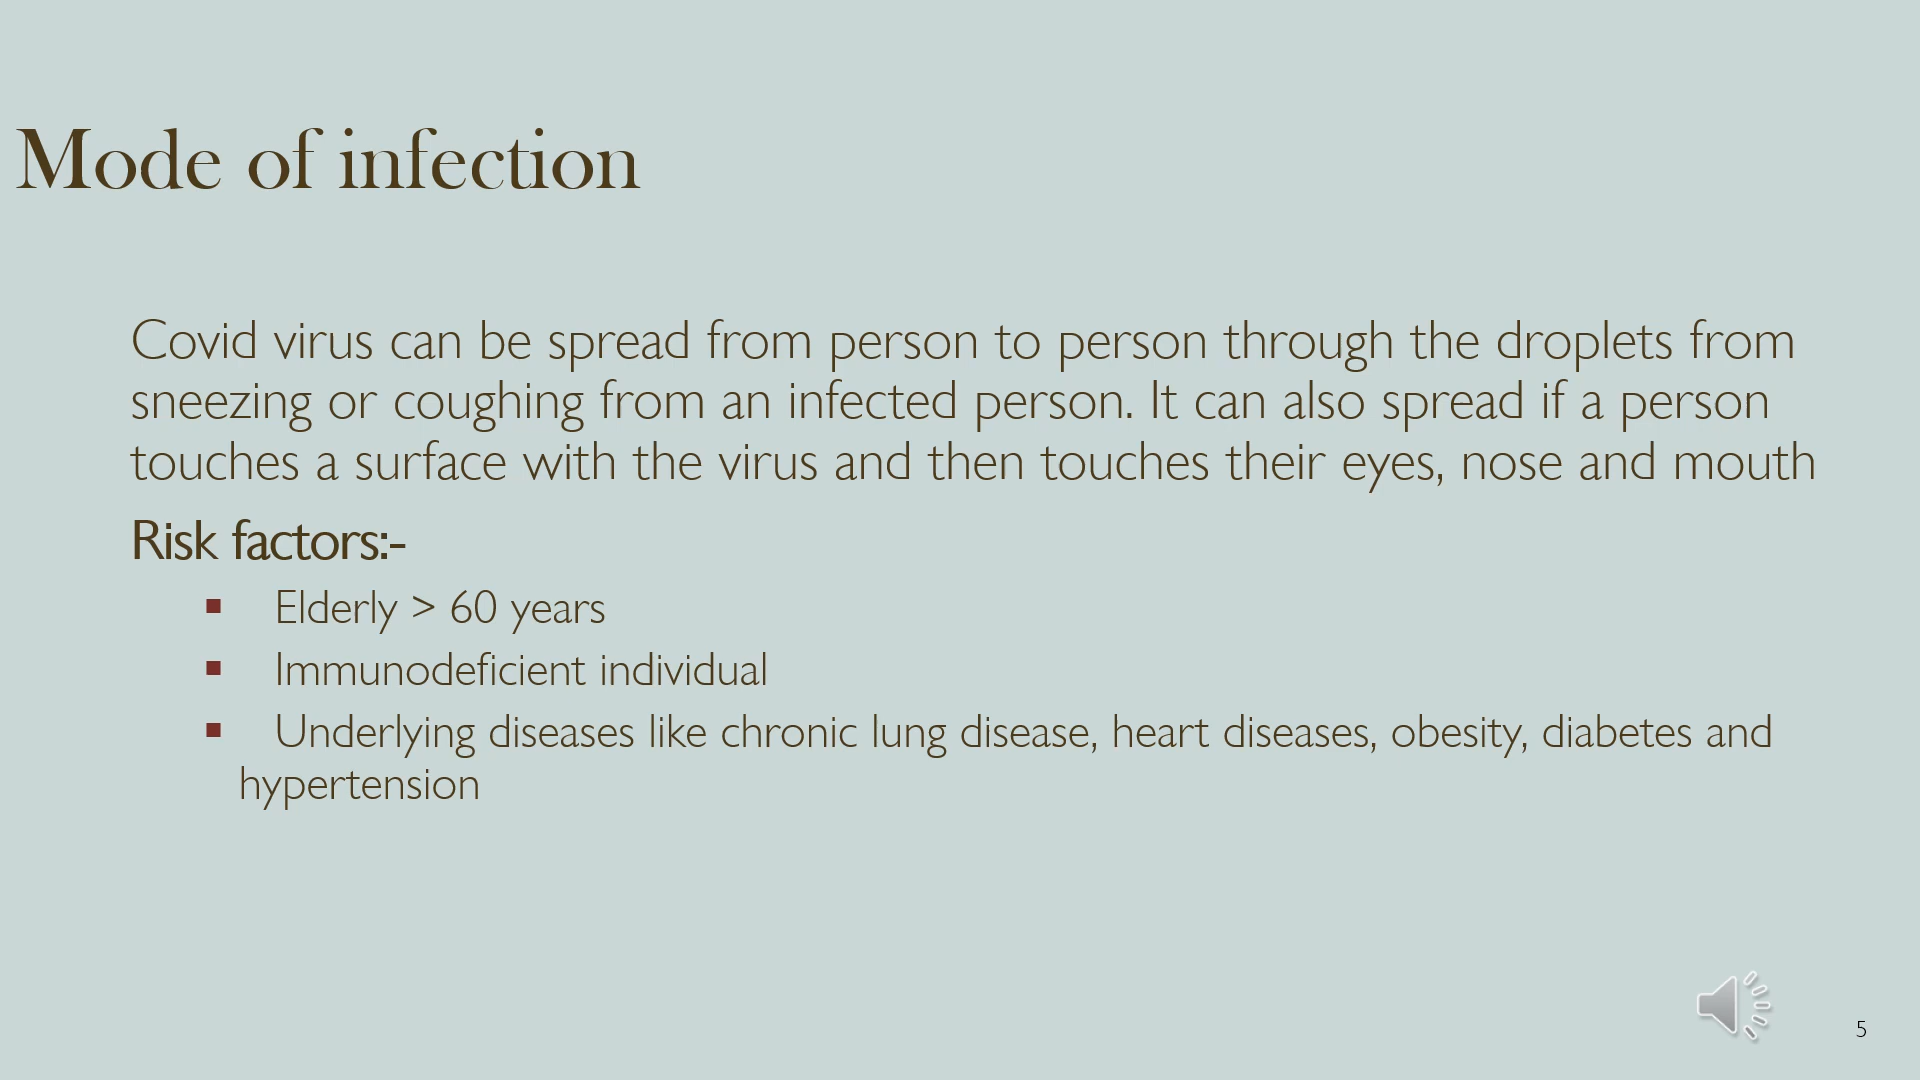 Mode of infection
Covid virus can be spread from person to person through the droplets from
sneezing or coughing from an infected person. It can also spread if a person
touches a surface with the virus and then touches their eyes, nose and mouth
Risk factors:-
▪ Elderly > 60 years
▪ Immunodeficient individual
▪ Underlying diseases like chronic lung disease, heart diseases, obesity, diabetes and
hypertension
5